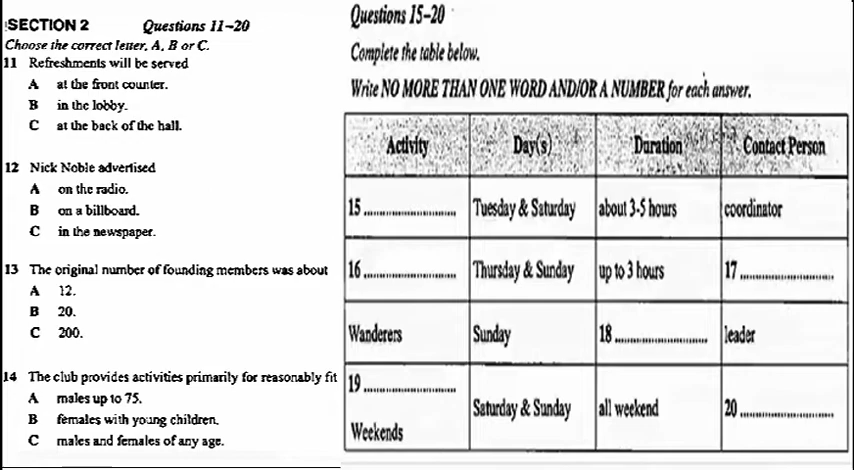 SECTION 2 Questions 11–20
Choose the correct letter, A, B or C.
11 Refreshments will be served
A at the front counter.
B in the lobby.
C at the back of the hall.
12 Nick Noble advertised
A on the radio.
B on a billboard.
C in the newspaper.
13 The original number of founding members was about
A 12.
B 20.
C 200.
14 The club provides activities primarily for reasonably fit
A males up to 75.
B females with young children.
C males and females of any age.
Questions 15–20
Complete the table below.
Write NO MORE THAN ONE WORD AND/OR A NUMBER for each answer.
Activity Day(s) Duration Contact Person
15 ............................ Tuesday & Saturday about 3-5 hours coordinator
16 ............................ Thursday & Sunday up to 3 hours 17 ............................
Wanderers Sunday 18 ............................ leader
19 ............................
Weekends Saturday & Sunday all weekend 20 ............................